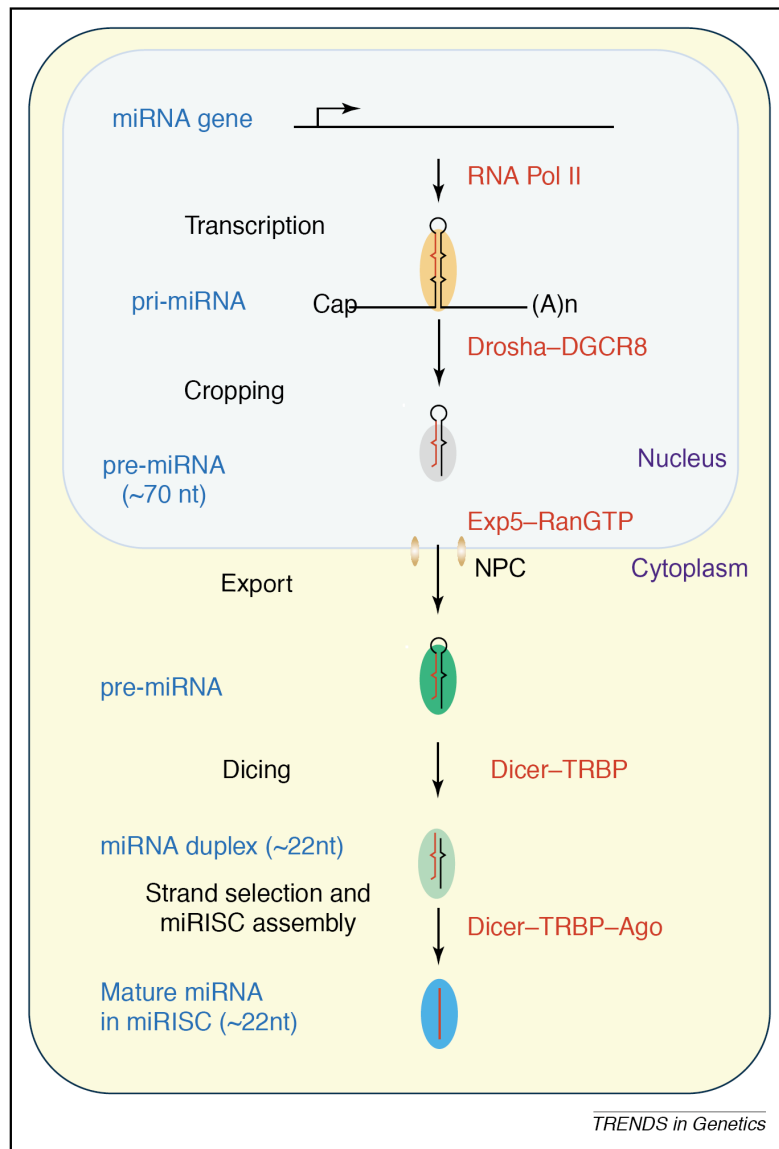 miRNA gene
RNA Pol II
Transcription
pri-miRNA
Cap
(A)n
Drosha–DGCR8
Cropping
pre-miRNA
(~70 nt)
Nucleus
Exp5–RanGTP
NPC
Cytoplasm
Export
pre-miRNA
Dicing
Dicer–TRBP
miRNA duplex (~22nt)
Strand selection and
miRISC assembly
Dicer–TRBP–Ago
Mature miRNA
in miRISC (~22nt)
TRENDS in Genetics